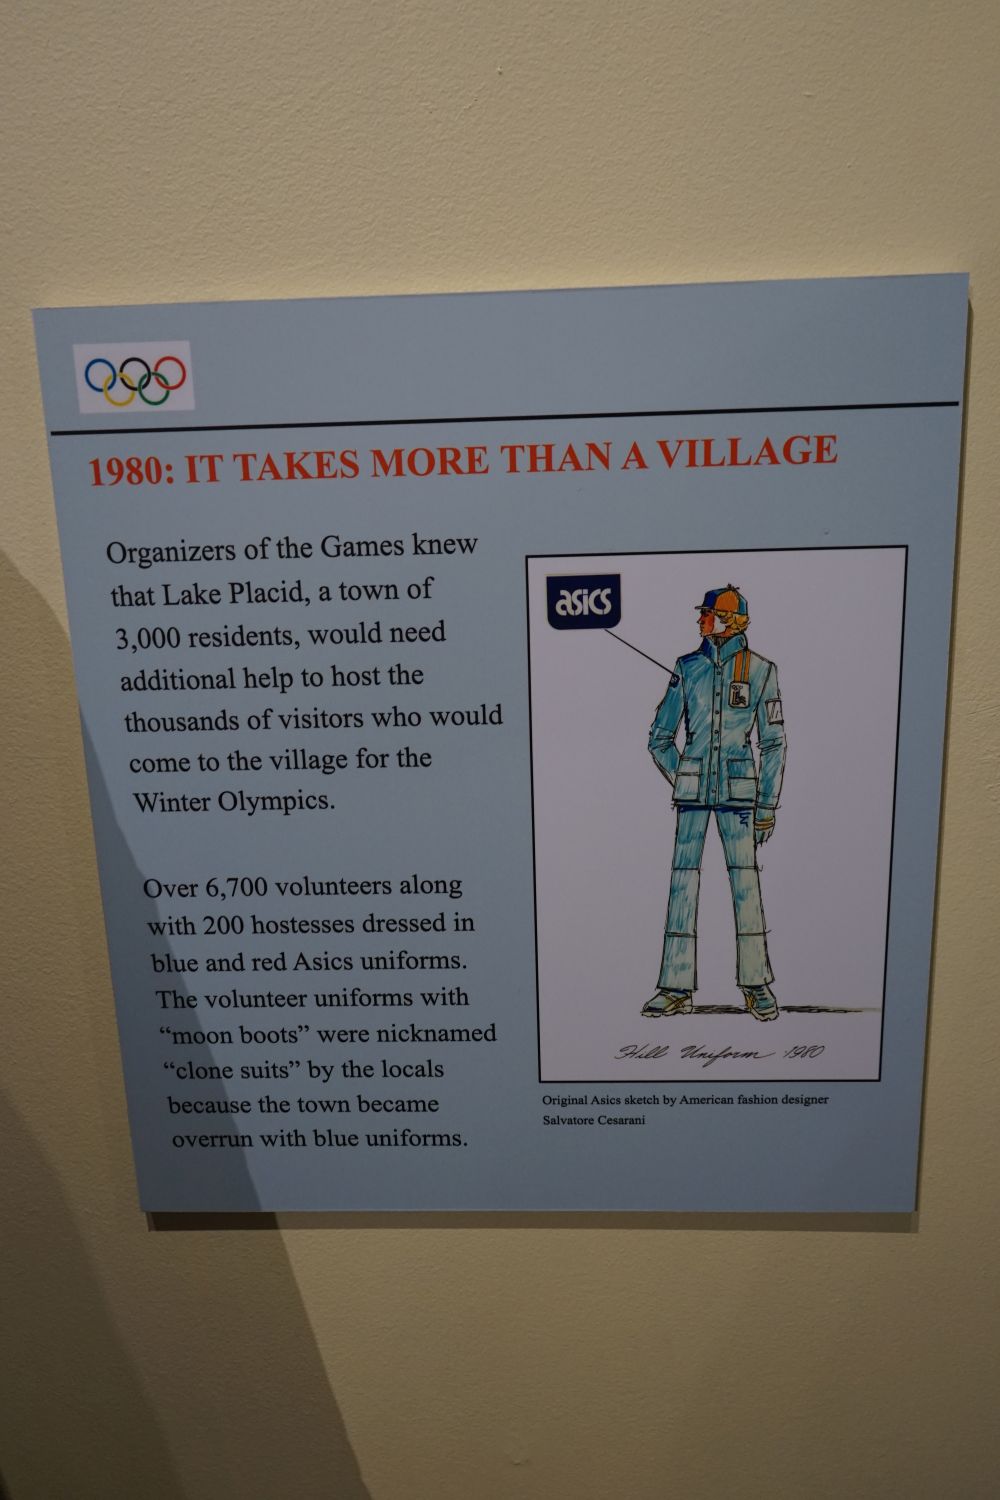 1980: IT TAKES MORE THAN A VILLAGE
Organizers of the Games knew
that Lake Placid, a town of
3,000 residents, would need
additional help to host the
thousands of visitors who would
come to the village for the
Winter Olympics.
Over 6,700 volunteers along
with 200 hostesses dressed in
blue and red Asics uniforms.
The volunteer uniforms with
“moon boots” were nicknamed
“clone suits” by the locals
because the town became
overrun with blue uniforms.
asics
Hill Uniform 1980
Original Asics sketch by American fashion designer
Salvatore Cesarani